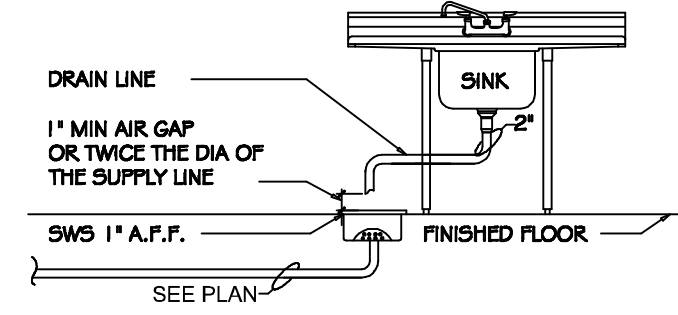 DRAIN LINE
SINK
1" MIN AIR GAP
OR TWICE THE DIA OF
THE SUPPLY LINE
2"
SWS 1" A.F.F.
FINISHED FLOOR
SEE PLAN